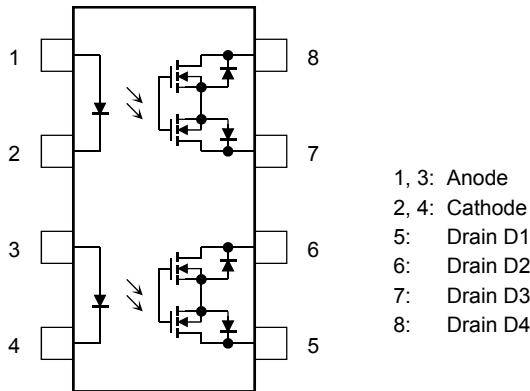 1
8
2
7
3
6
4
5
1, 3: Anode
2, 4: Cathode
5: Drain D1
6: Drain D2
7: Drain D3
8: Drain D4